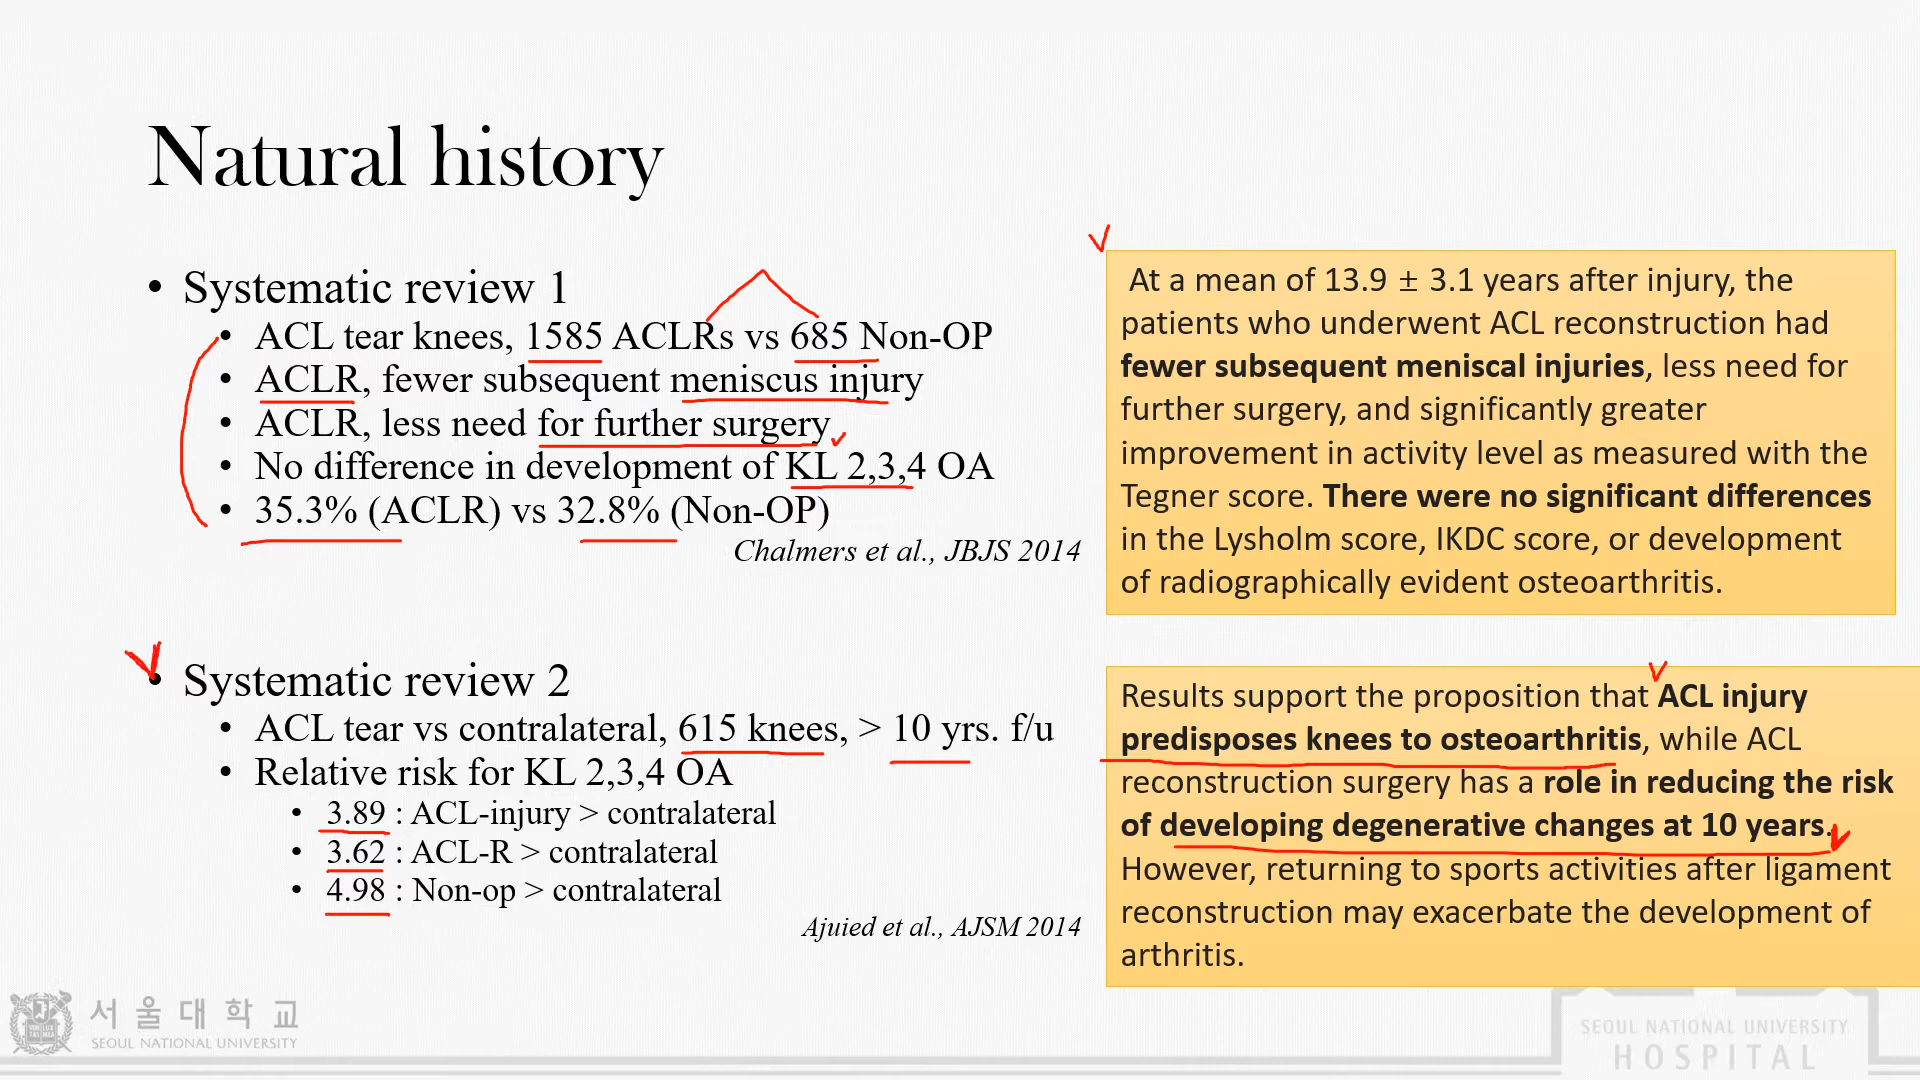 Natural history
• Systematic review 1
• ACL tear knees, 1585 ACLRs vs 685 Non-OP
• ACLR, fewer subsequent meniscus injury
• ACLR, less need for further surgery
• No difference in development of KL 2,3,4 OA
• 35.3% (ACLR) vs 32.8% (Non-OP)
Chalmers et al., JBJS 2014
At a mean of 13.9 ± 3.1 years after injury, the
patients who underwent ACL reconstruction had
fewer subsequent meniscal injuries, less need for
further surgery, and significantly greater
improvement in activity level as measured with the
Tegner score. There were no significant differences
in the Lysholm score, IKDC score, or development
of radiographically evident osteoarthritis.
• Systematic review 2
• ACL tear vs contralateral, 615 knees, > 10 yrs. f/u
• Relative risk for KL 2,3,4 OA
• 3.89 : ACL-injury > contralateral
• 3.62 : ACL-R > contralateral
• 4.98 : Non-op > contralateral
Ajuied et al., AJSM 2014
Results support the proposition that ACL injury
predisposes knees to osteoarthritis, while ACL
reconstruction surgery has a role in reducing the risk
of developing degenerative changes at 10 years.
However, returning to sports activities after ligament
reconstruction may exacerbate the development of
arthritis.
서울대학교
SEOUL NATIONAL UNIVERSITY
SEOUL NATIONAL UNIVERSITY
HOSPITAL